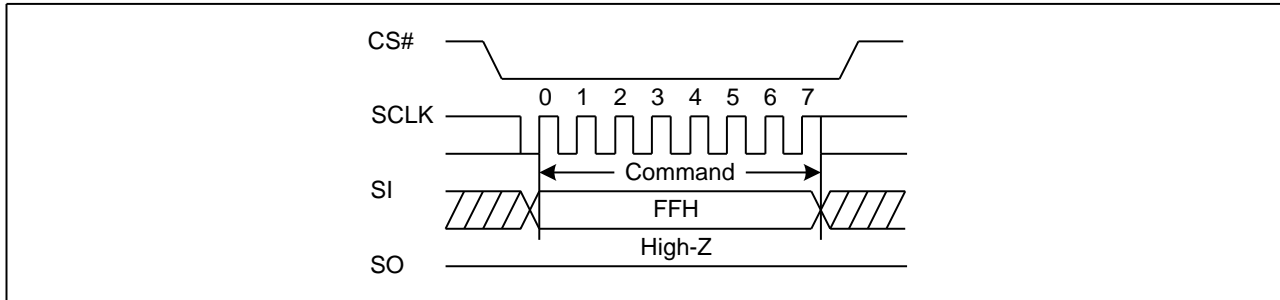 CS#
0 1 2 3 4 5 6 7
SCLK
Command
SI
FFH
High-Z
SO